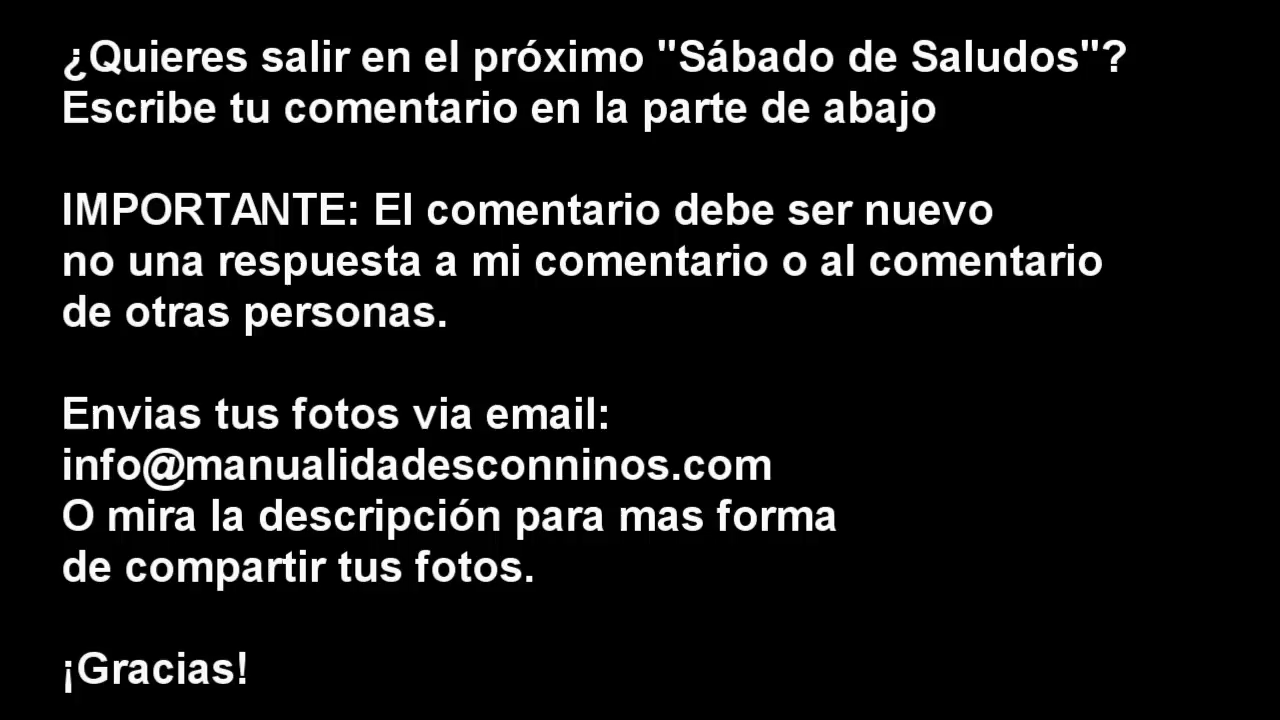 ¿Quieres salir en el próximo "Sábado de Saludos"?
Escribe tu comentario en la parte de abajo
IMPORTANTE: El comentario debe ser nuevo
no una respuesta a mi comentario o al comentario
de otras personas.
Envias tus fotos via email:
info@manualidadesconninos.com
O mira la descripción para mas forma
de compartir tus fotos.
¡Gracias!